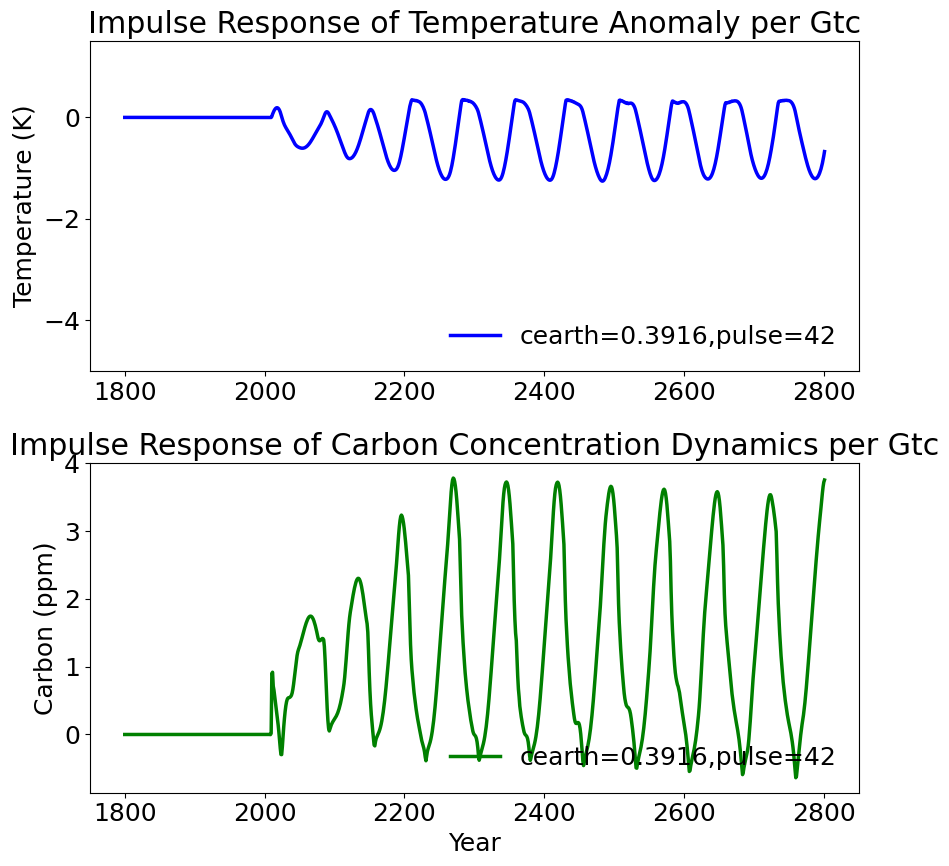 Impulse Response of Temperature Anomaly per Gtc
Temperature (K)
0
−2
−4
cearth=0.3916,pulse=42
1800 2000 2200 2400 2600 2800
Impulse Response of Carbon Concentration Dynamics per Gtc
Carbon (ppm)
4
3
2
1
0
cearth=0.3916,pulse=42
1800 2000 2200 2400 2600 2800
Year